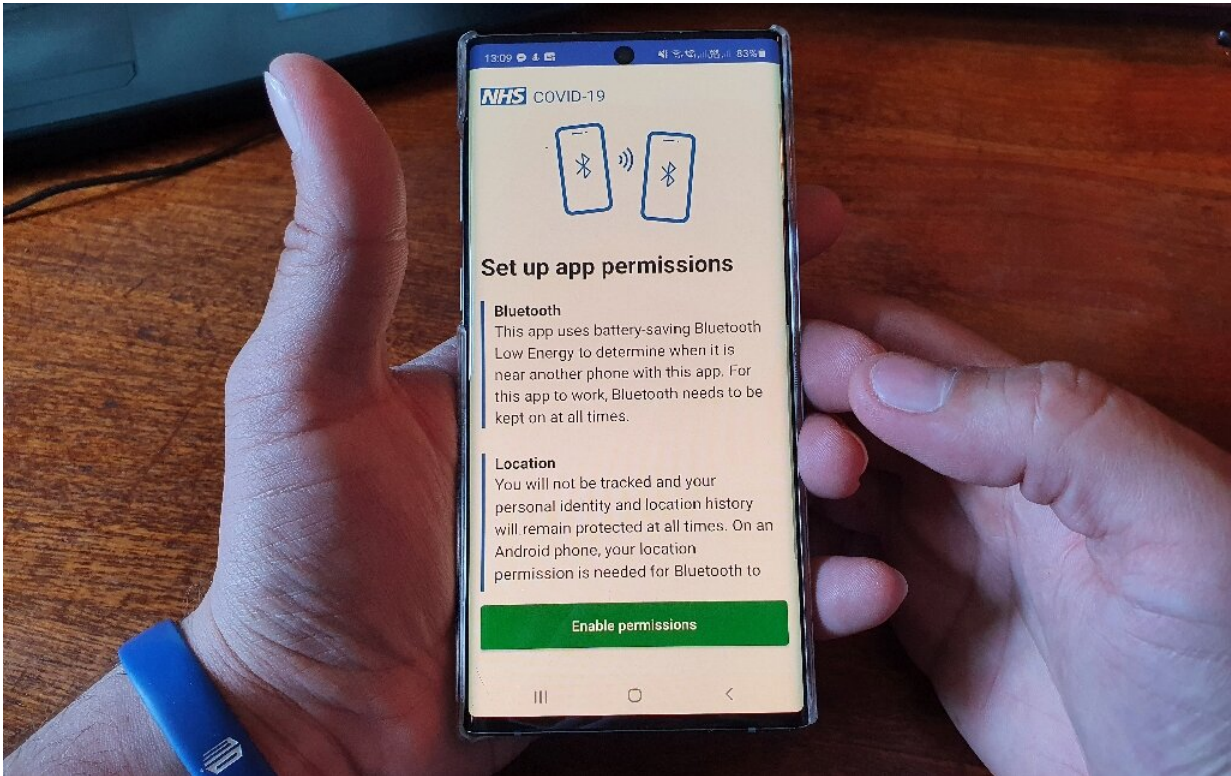 13:09
83%
NHS COVID-19
Set up app permissions
Bluetooth
This app uses battery-saving Bluetooth
Low Energy to determine when it is
near another phone with this app. For
this app to work, Bluetooth needs to be
kept on at all times.
Location
You will not be tracked and your
personal identity and location history
will remain protected at all times. On an
Android phone, your location
permission is needed for Bluetooth to
Enable permissions